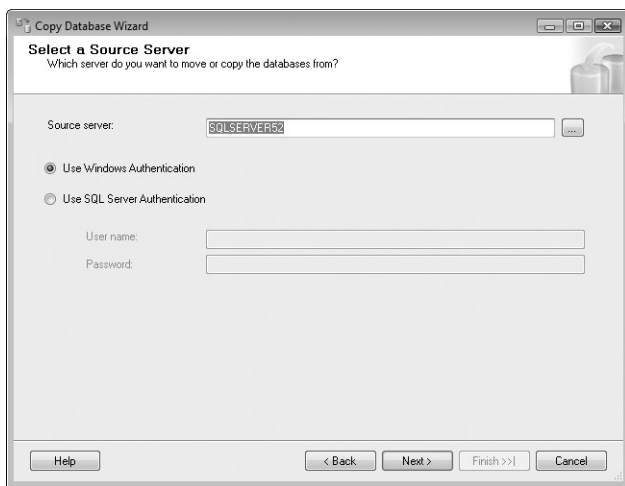 Copy Database Wizard
Select a Source Server
Which server do you want to move or copy the databases from?
Source server: SQLSERVER52 ...
Use Windows Authentication
Use SQL Server Authentication
User name:
Password:
Help < Back Next > Finish >>| Cancel